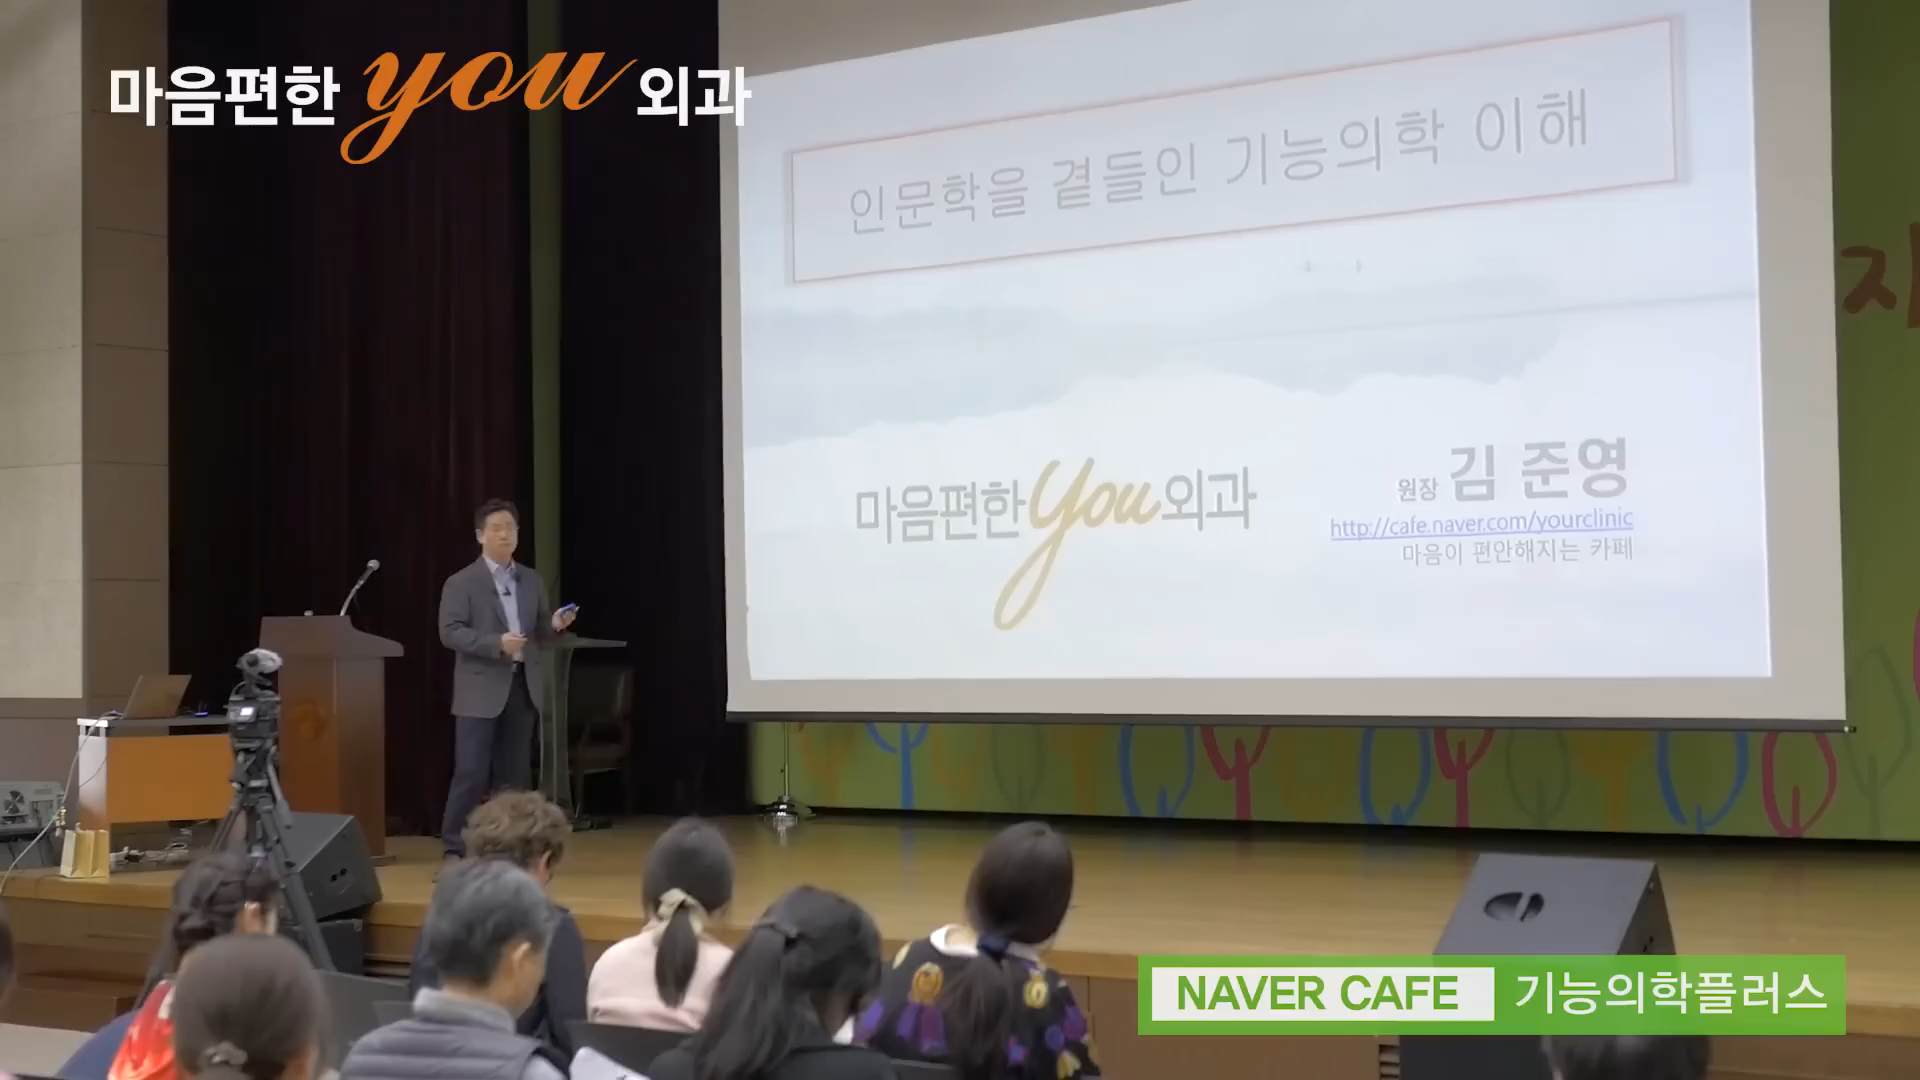 마음편한 you 외과
인문학을 곁들인 기능의학 이해
마음편한 you 외과
원장 김 준영
http://cafe.naver.com/yourclinic
마음이 편안해지는 카페
NAVER CAFE 기능의학플러스